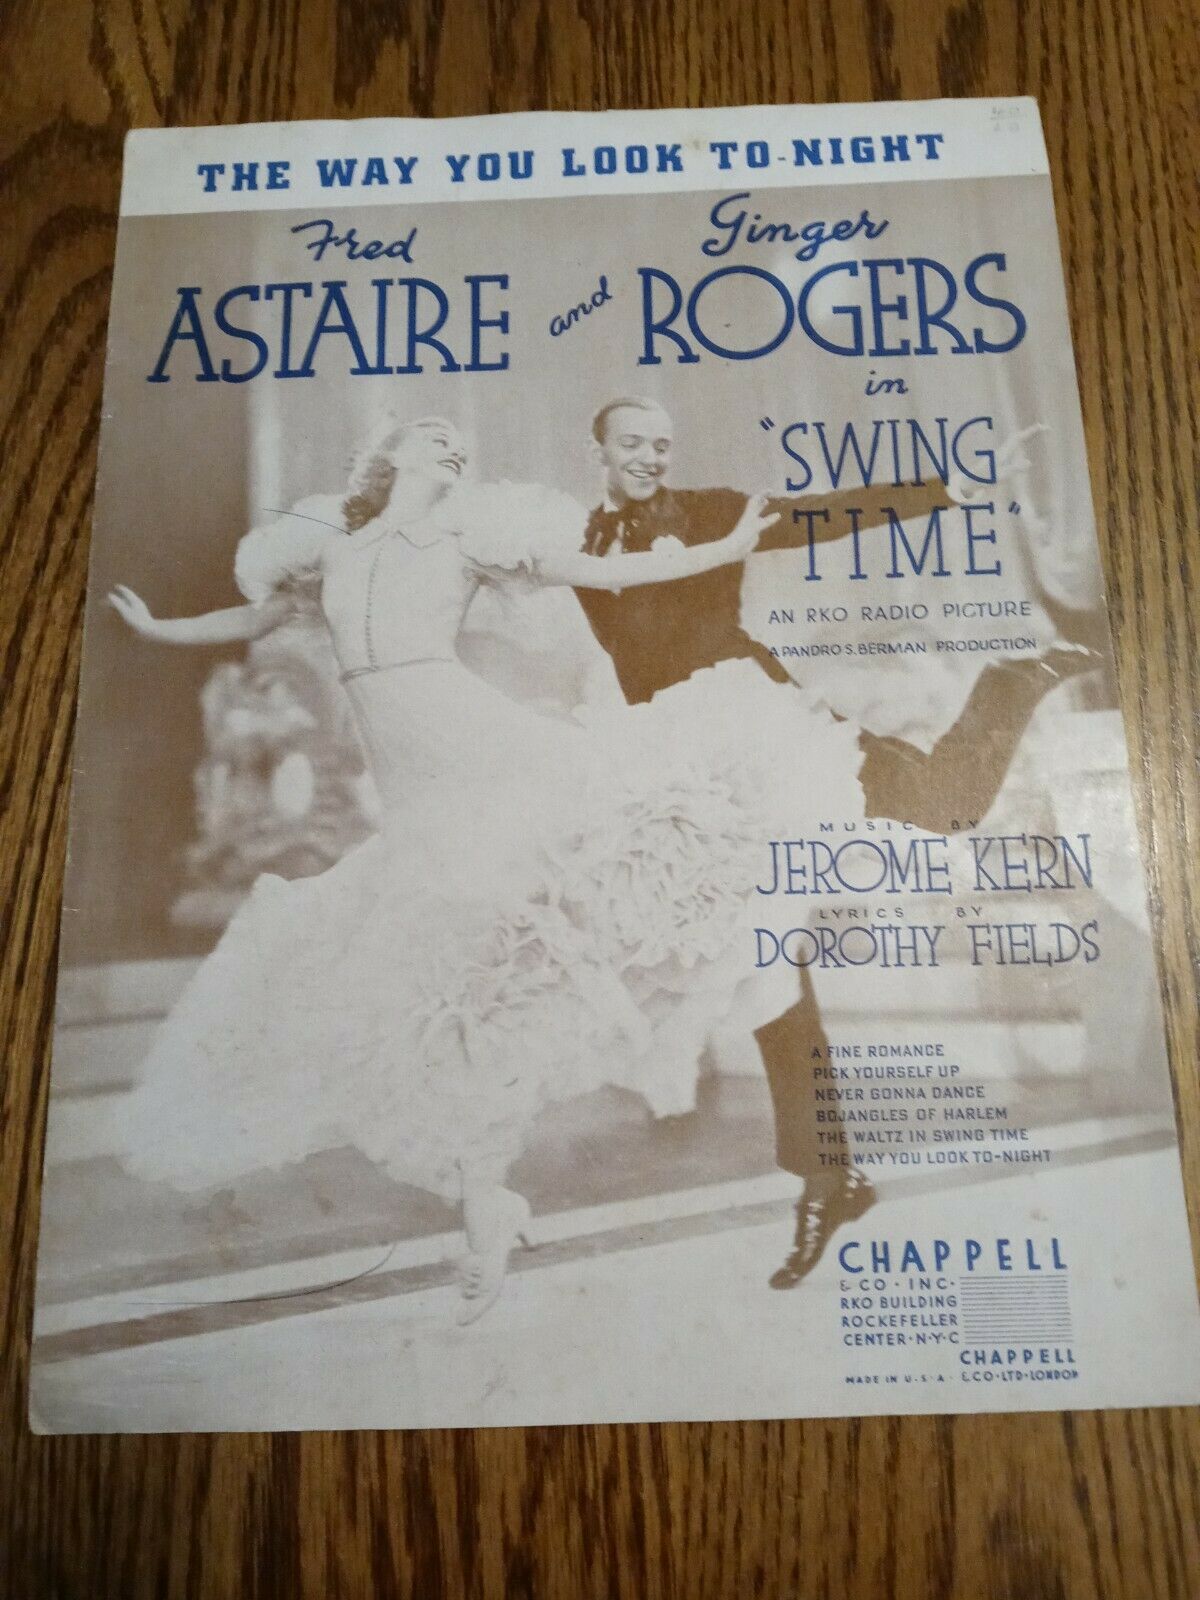 THE WAY YOU LOOK TO-NIGHT
Fred Ginger
ASTAIRE and ROGERS
in
"SWING
TIME"
AN RKO RADIO PICTURE
A PANDRO S. BERMAN PRODUCTION
MUSIC BY
JEROME KERN
LYRICS BY
DOROTHY FIELDS
A FINE ROMANCE
PICK YOURSELF UP
NEVER GONNA DANCE
BOJANGLES OF HARLEM
THE WALTZ IN SWING TIME
THE WAY YOU LOOK TO-NIGHT
CHAPPELL
& CO · INC ·
RKO BUILDING
ROCKEFELLER
CENTER · N · Y · C
CHAPPELL
MADE IN U · S · A · & CO · LTD · LONDON